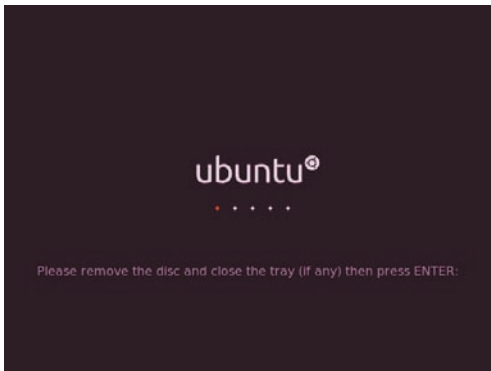 ubuntu
Please remove the disc and close the tray (if any) then press ENTER: